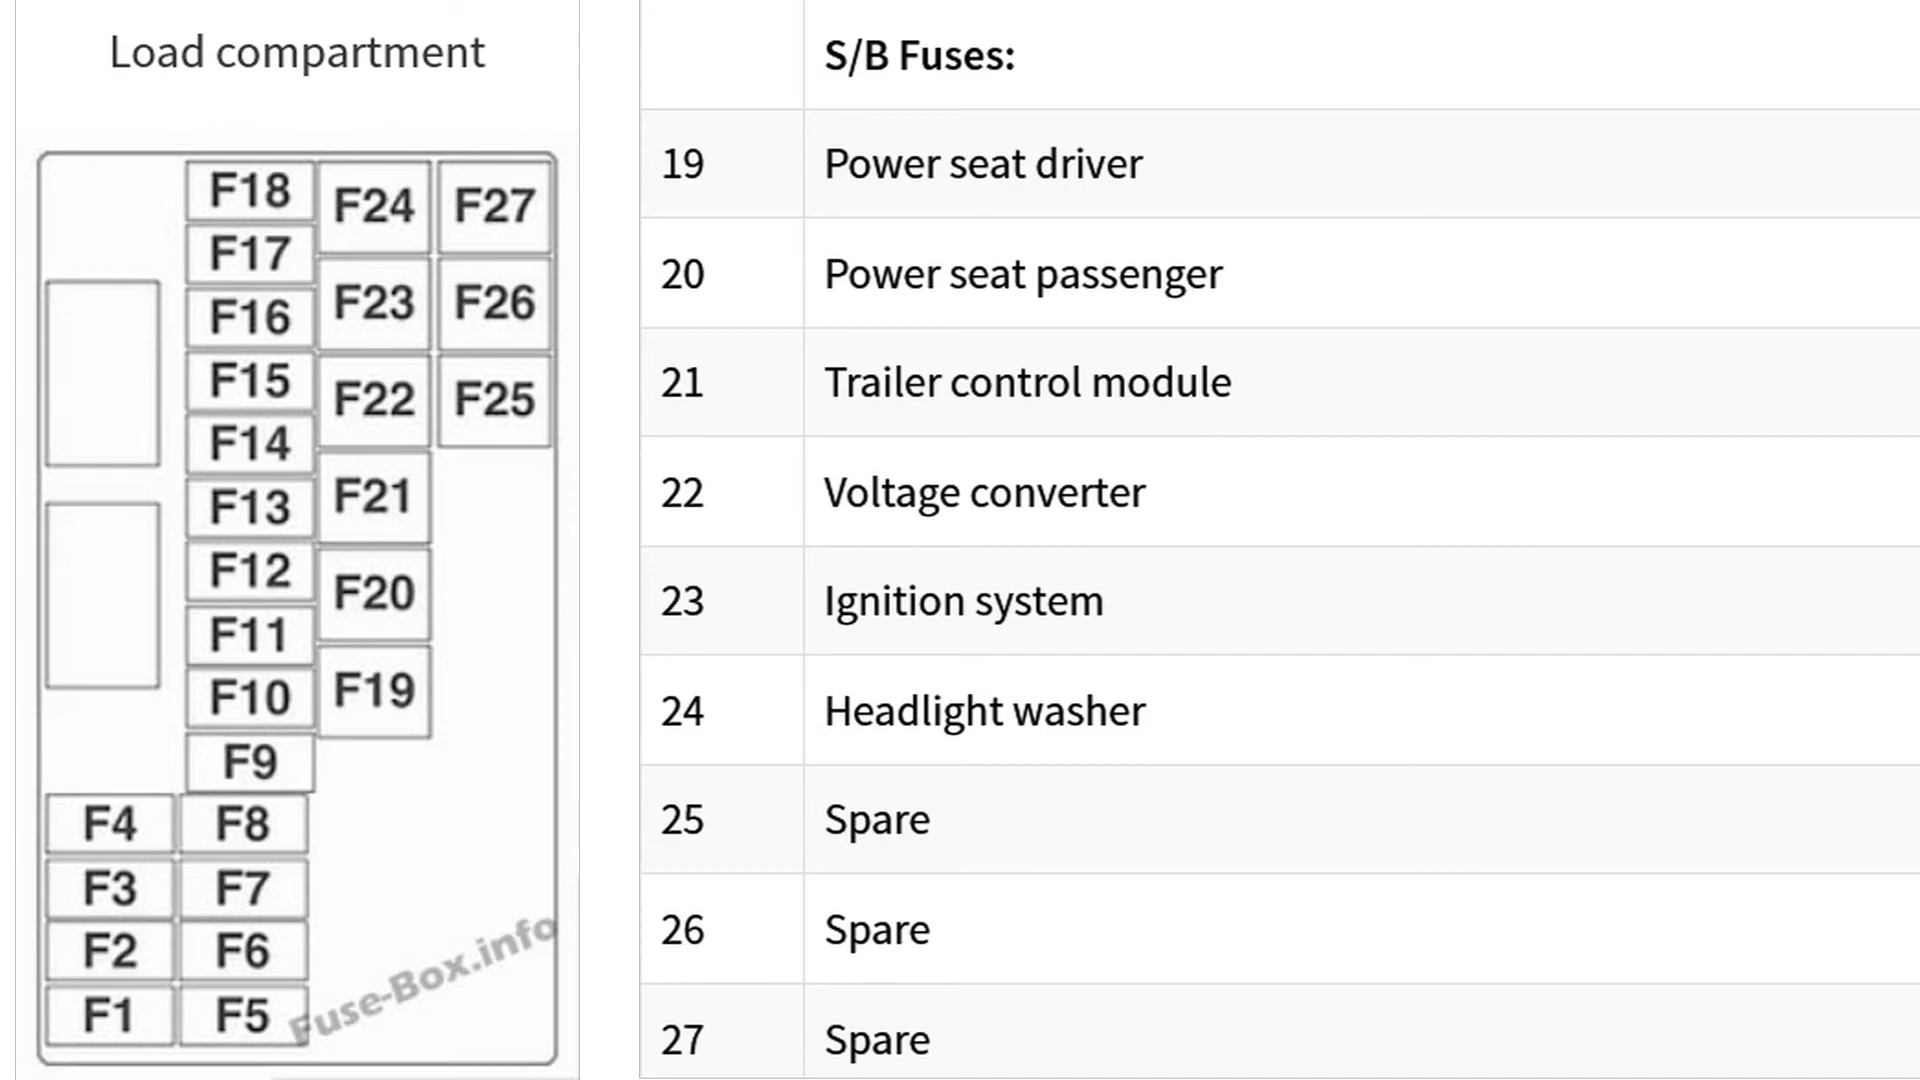 Load compartment
F18 F24 F27
F17
F16 F23 F26
F15
F22 F25
F14
F13 F21
F12
F20
F11
F10 F19
F9
F4 F8
F3 F7
F2 F6
F1 F5
Fuse-Box.info
S/B Fuses:
19 Power seat driver
20 Power seat passenger
21 Trailer control module
22 Voltage converter
23 Ignition system
24 Headlight washer
25 Spare
26 Spare
27 Spare